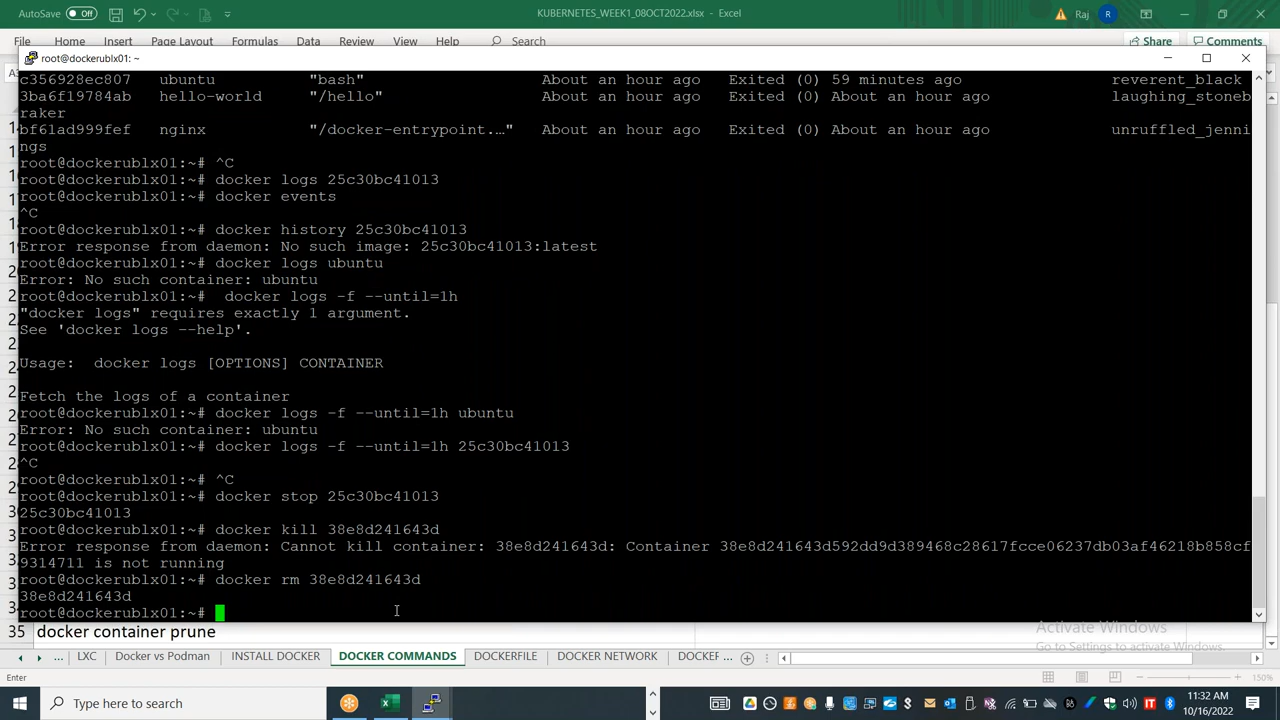 AutoSave Off KUBERNETES_WEEK1_08OCT2022.xlsx - Excel Raj R
File Home Insert Page Layout Formulas Data Review View Help Search Share Comments
root@dockerublx01: ~
c356928ec807 ubuntu "bash" About an hour ago Exited (0) 59 minutes ago reverent_black
3ba6f19784ab hello-world "/hello" About an hour ago Exited (0) About an hour ago laughing_stoneb
raker
bf61ad999fef nginx "/docker-entrypoint.…" About an hour ago Exited (0) About an hour ago unruffled_jenni
ngs
root@dockerublx01:~# ^C
root@dockerublx01:~# docker logs 25c30bc41013
root@dockerublx01:~# docker events
^C
root@dockerublx01:~# docker history 25c30bc41013
Error response from daemon: No such image: 25c30bc41013:latest
root@dockerublx01:~# docker logs ubuntu
Error: No such container: ubuntu
root@dockerublx01:~#  docker logs -f --until=1h
"docker logs" requires exactly 1 argument.
See 'docker logs --help'.
Usage:  docker logs [OPTIONS] CONTAINER
Fetch the logs of a container
root@dockerublx01:~# docker logs -f --until=1h ubuntu
Error: No such container: ubuntu
root@dockerublx01:~# docker logs -f --until=1h 25c30bc41013
^C
root@dockerublx01:~# ^C
root@dockerublx01:~# docker stop 25c30bc41013
25c30bc41013
root@dockerublx01:~# docker kill 38e8d241643d
Error response from daemon: Cannot kill container: 38e8d241643d: Container 38e8d241643d592dd9d389468c28617fcce06237db03af46218b858cf
9314711 is not running
root@dockerublx01:~# docker rm 38e8d241643d
38e8d241643d
root@dockerublx01:~#
35 docker container prune
Activate Windows
Go to Settings to activate Windows.
... LXC Docker vs Podman INSTALL DOCKER DOCKER COMMANDS DOCKERFILE DOCKER NETWORK DOCKEF ...
Enter 150%
Type here to search
11:32 AM
10/16/2022